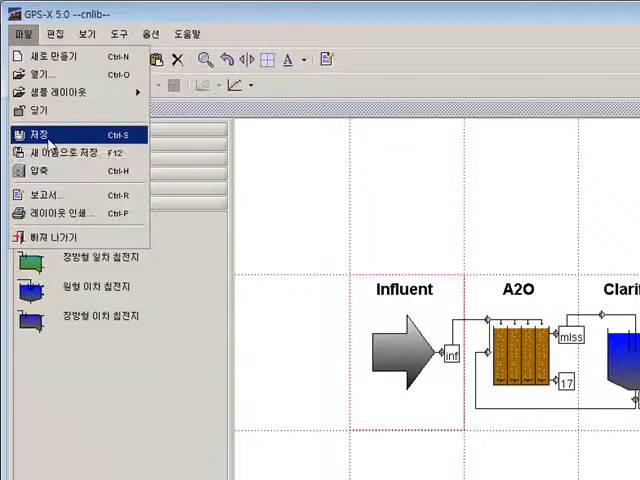 GPS-X 5.0 --cnlib--
파일 편집 보기 도구 옵션 도움말
새로 만들기 Ctrl-N
열기... Ctrl-O
샘플 레이아웃
닫기
저장 Ctrl-S
새 이름으로 저장 F12
압축 Ctrl-H
보고서... Ctrl-R
레이아웃 인쇄... Ctrl-P
빠져 나가기
장방형 일차 침전지
일형 이차 침전지
장방형 이차 침전지
Influent A2O Clari
inf
mlss
17